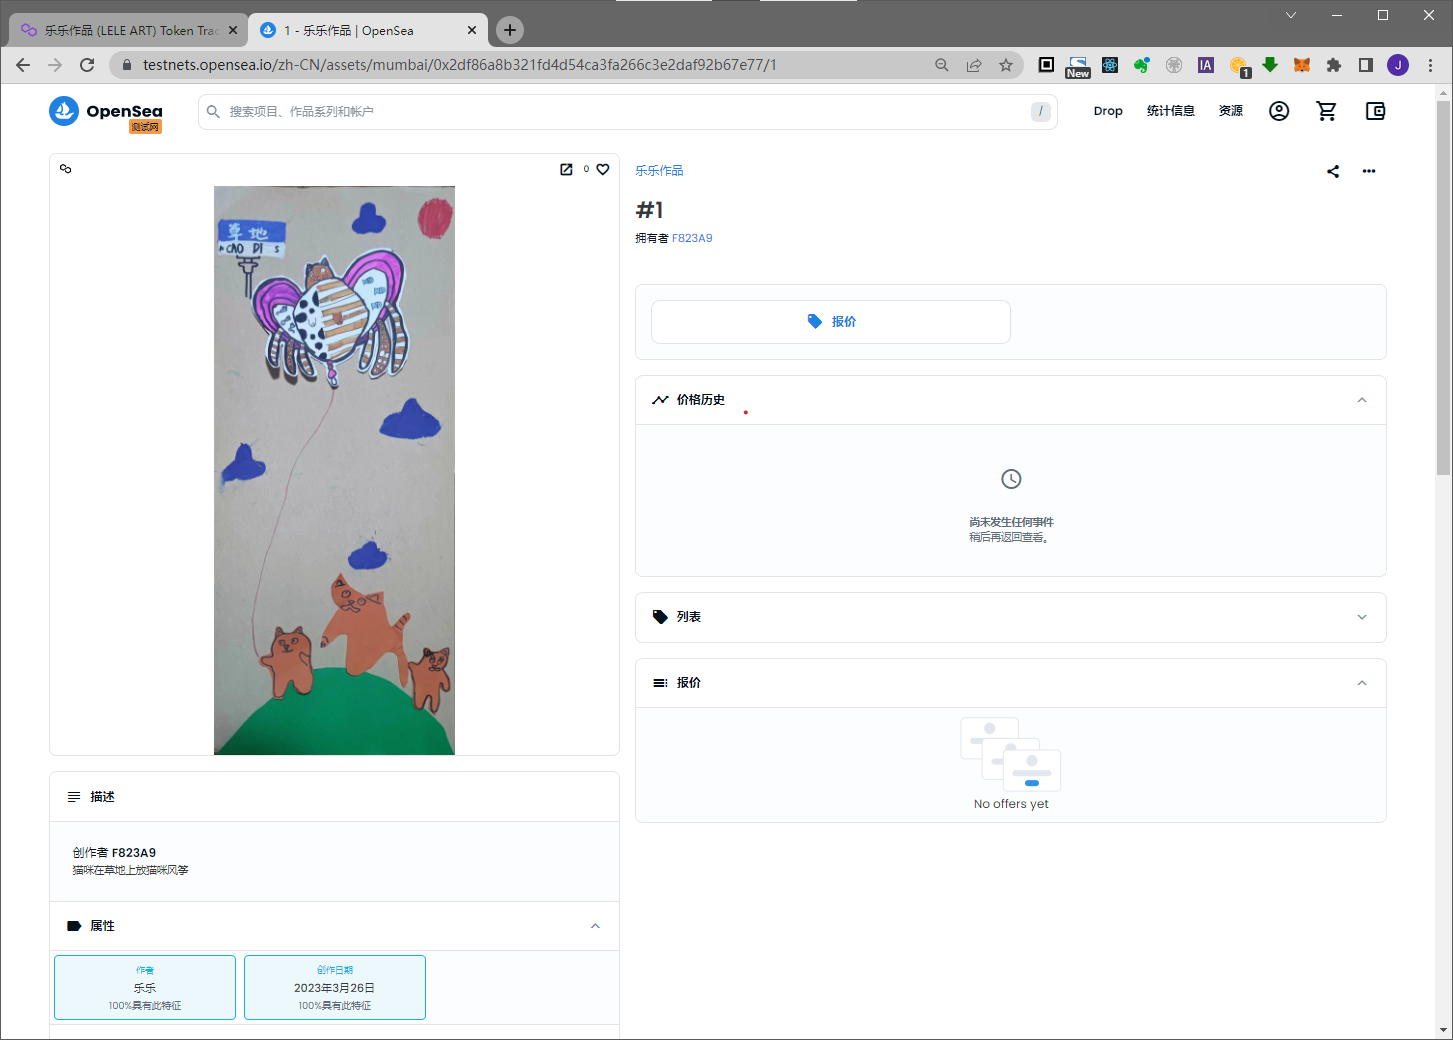 乐乐作品 (LELE ART) Token Trac
1 - 乐乐作品 | OpenSea
testnets.opensea.io/zh-CN/assets/mumbai/0x2df86a8b321fd4d54ca3fa266c3e2daf92b67e77/1
New
IA
1
J
OpenSea
测试网
搜索项目、作品系列和帐户
/
Drop
统计信息
资源
0
草地
CAO DI
乐乐作品
#1
拥有者 F823A9
报价
价格历史
尚未发生任何事件
稍后再返回查看。
列表
报价
No offers yet
描述
创作者 F823A9
猫咪在草地上放猫咪风筝
属性
作者
乐乐
100%具有此特征
创作日期
2023年3月26日
100%具有此特征